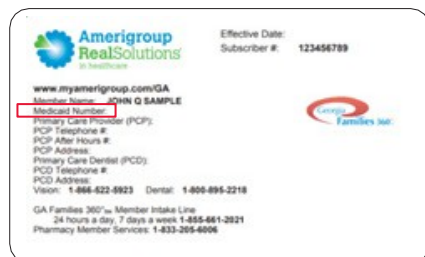 Amerigroup
RealSolutions
in healthcare
Effective Date:
Subscriber #: 123456789
www.myamerigroup.com/GA
Member Name: JOHN Q SAMPLE
Medicaid Number:
Primary Care Provider (PCP):
PCP Telephone #:
PCP After Hours #:
PCP Address:
Primary Care Dentist (PCD):
PCD Telephone #:
PCD Address:
Vision: 1-866-522-5923 Dental: 1-800-895-2218
Georgia
Families 360°
GA Families 360°SM Member Intake Line
24 hours a day, 7 days a week 1-855-661-2021
Pharmacy Member Services: 1-833-205-6006